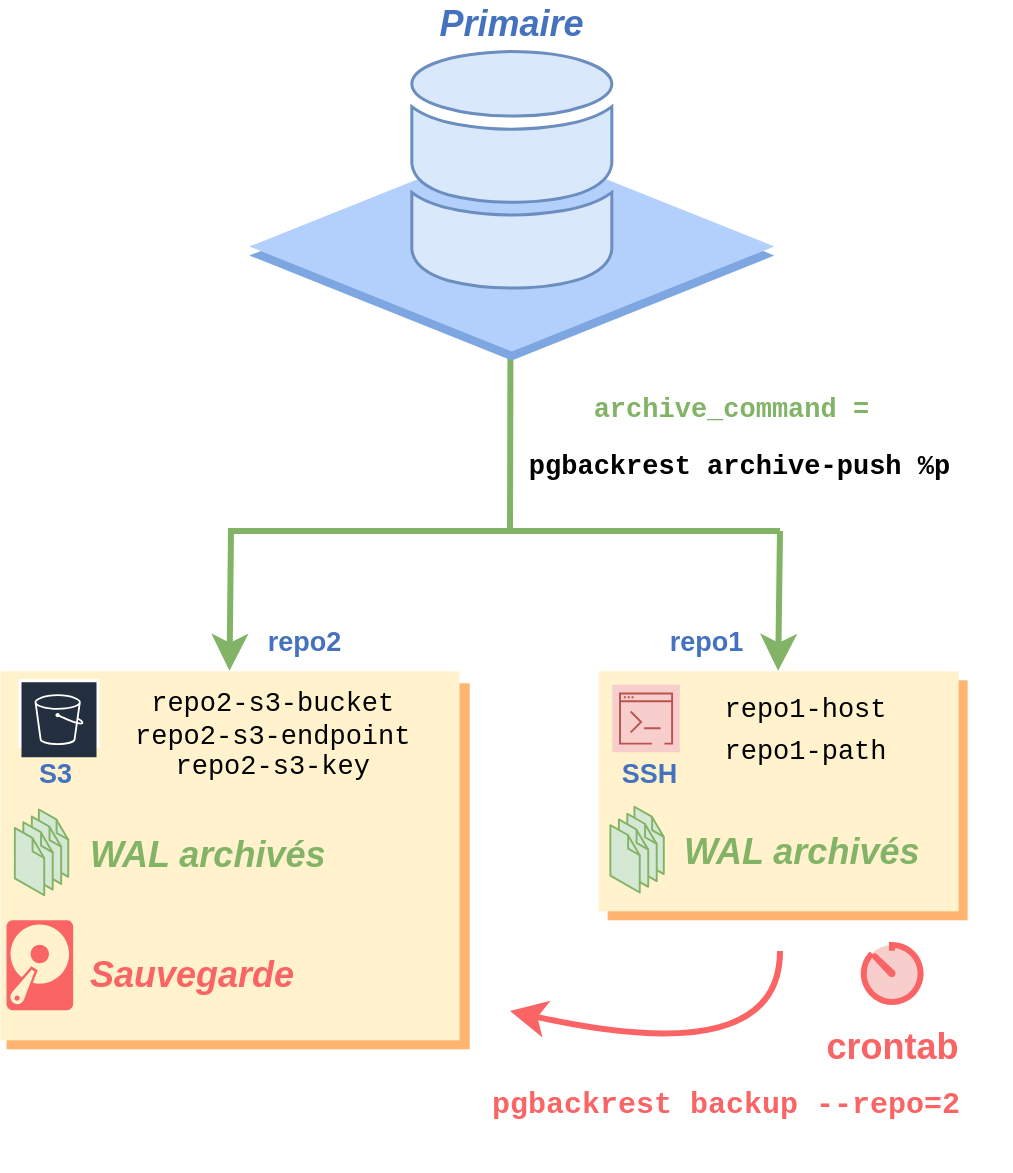 Primaire
archive_command =
pgbackrest archive-push %p
repo2
repo2-s3-bucket
repo2-s3-endpoint
repo2-s3-key
S3
WAL archivés
Sauvegarde
repo1
repo1-host
repo1-path
SSH
WAL archivés
crontab
pgbackrest backup --repo=2